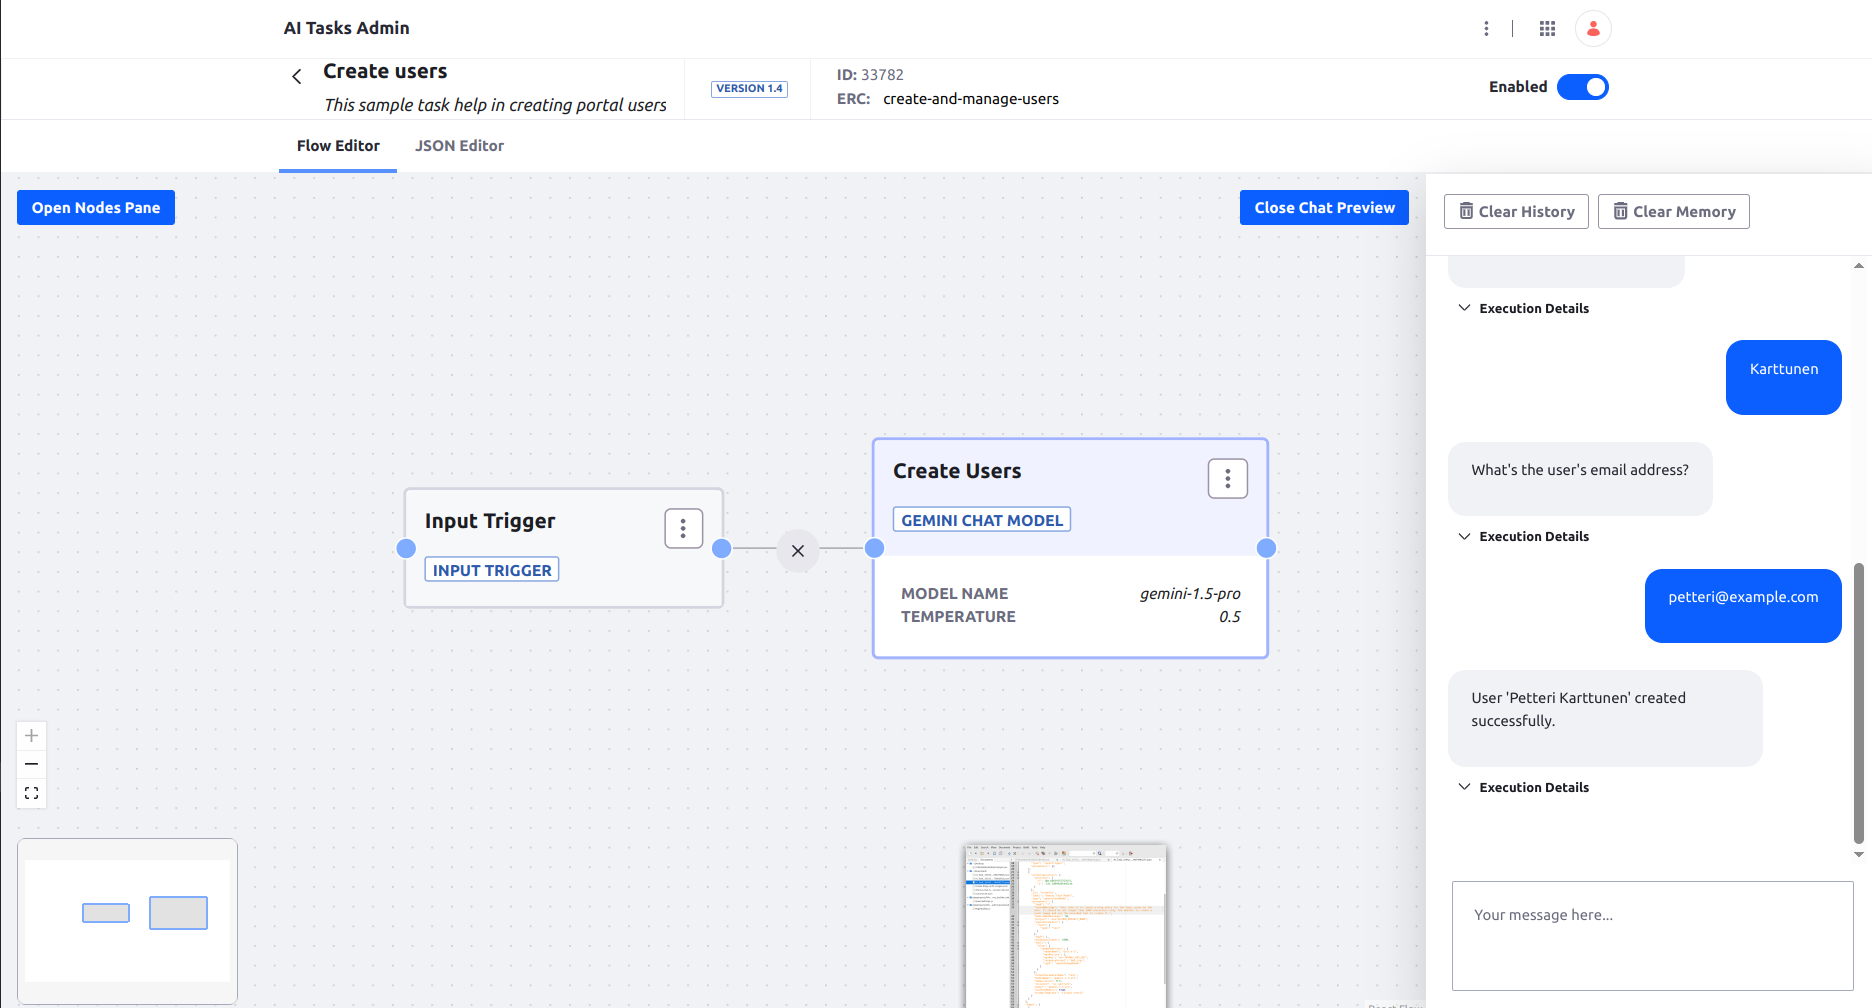 AI Tasks Admin
Create users
This sample task help in creating portal users
VERSION 1.4
ID: 33782
ERC: create-and-manage-users
Enabled
Flow Editor
JSON Editor
Open Nodes Pane
Close Chat Preview
Clear History
Clear Memory
Input Trigger
INPUT TRIGGER
Create Users
GEMINI CHAT MODEL
MODEL NAME gemini-1.5-pro
TEMPERATURE 0.5
Execution Details
Karttunen
What's the user's email address?
Execution Details
petteri@example.com
User 'Petteri Karttunen' created
successfully.
Execution Details
Your message here...